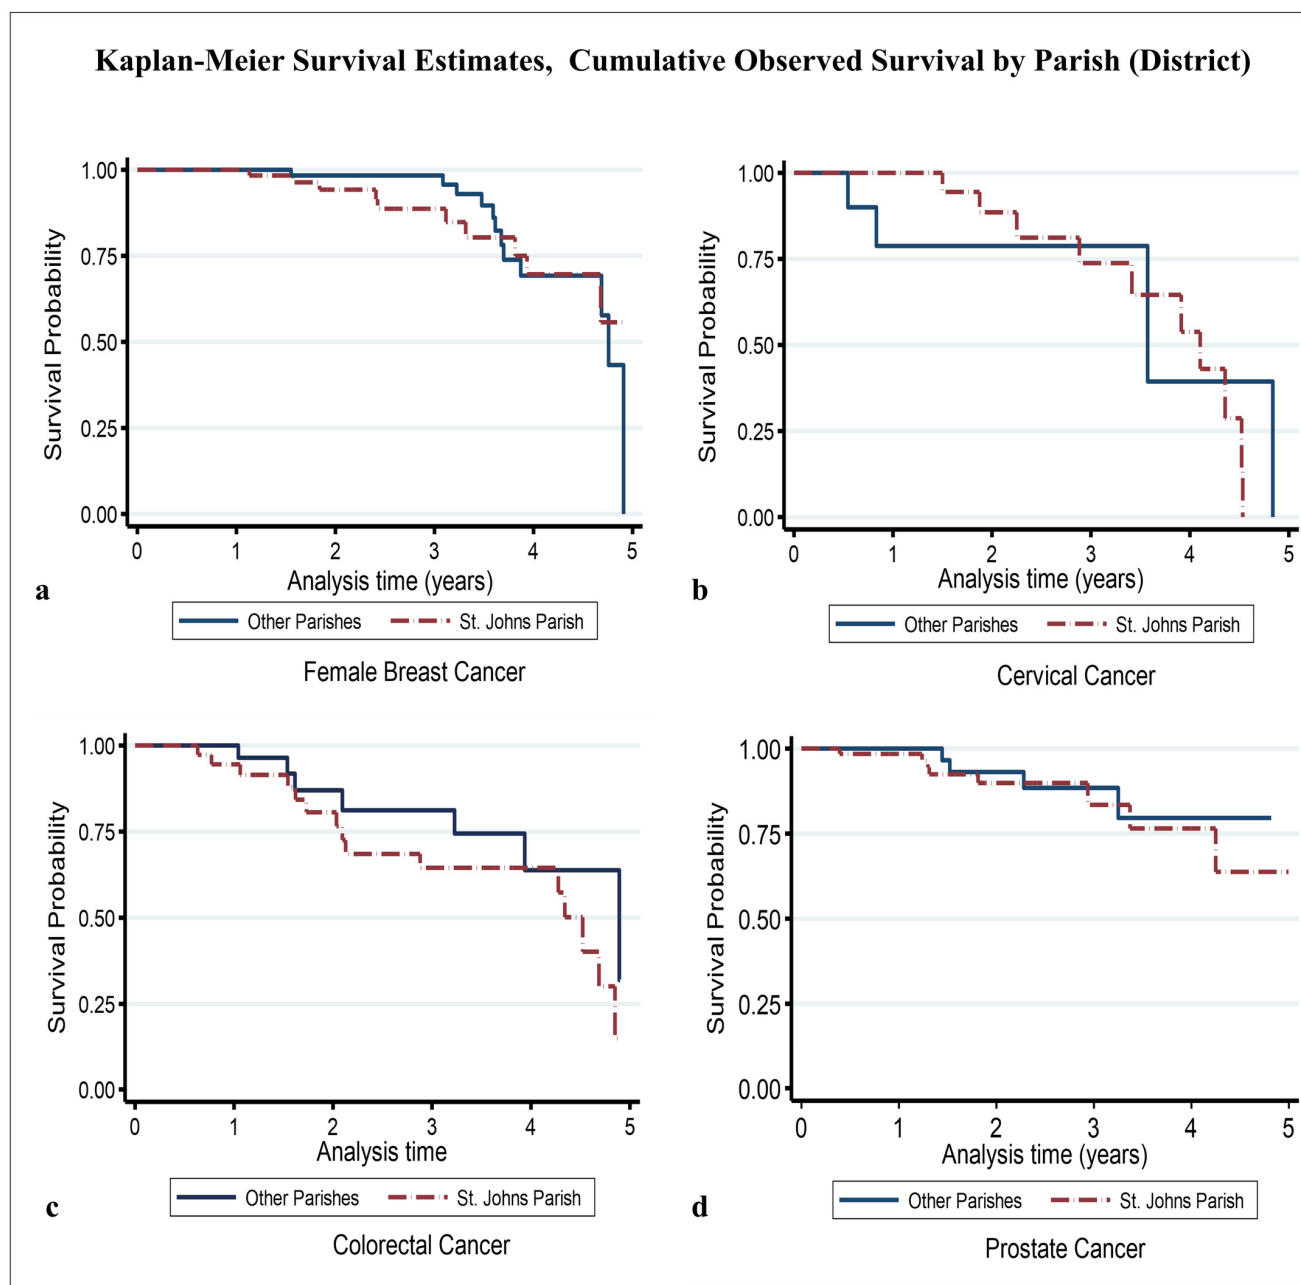 Kaplan-Meier Survival Estimates, Cumulative Observed Survival by Parish (District)
Survival Probability
1.00
0.75
0.50
0.25
0.00
0 1 2 3 4 5
Analysis time (years)
a
Other Parishes St. Johns Parish
Female Breast Cancer
Survival Probability
1.00
0.75
0.50
0.25
0.00
0 1 2 3 4 5
Analysis time (years)
b
Other Parishes St. Johns Parish
Cervical Cancer
Survival Probability
1.00
0.75
0.50
0.25
0.00
0 1 2 3 4 5
Analysis time
c
Other Parishes St. Johns Parish
Colorectal Cancer
Survival Probability
1.00
0.75
0.50
0.25
0.00
0 1 2 3 4 5
Analysis time (years)
d
Other Parishes St. Johns Parish
Prostate Cancer